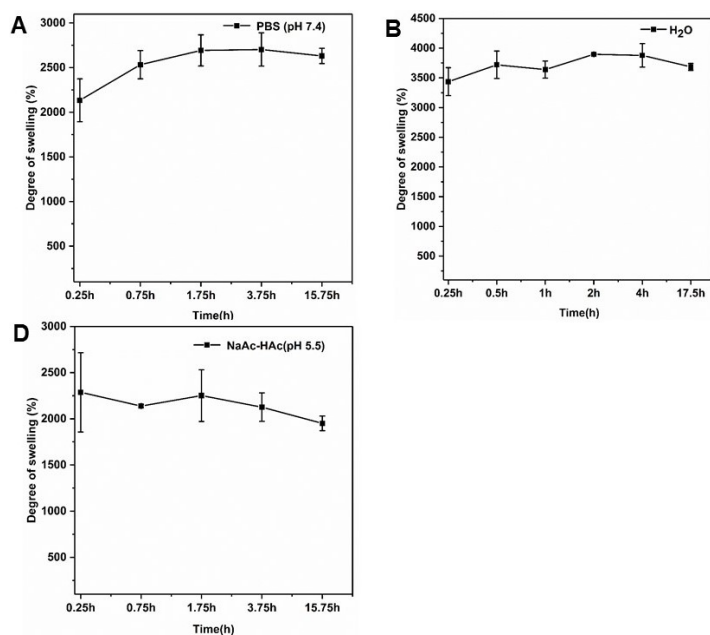 A
PBS (pH 7.4)
Degree of swelling (%)
3000
2500
2000
1500
1000
500
0.25h 0.75h 1.75h 3.75h 15.75h
Time(h)
B
H₂O
Degree of swelling (%)
4500
4000
3500
3000
2500
2000
1500
1000
500
0.25h 0.5h 1h 2h 4h 17.5h
Time(h)
D
NaAc-HAc(pH 5.5)
Degree of swelling (%)
3000
2500
2000
1500
1000
500
0.25h 0.75h 1.75h 3.75h 15.75h
Time(h)